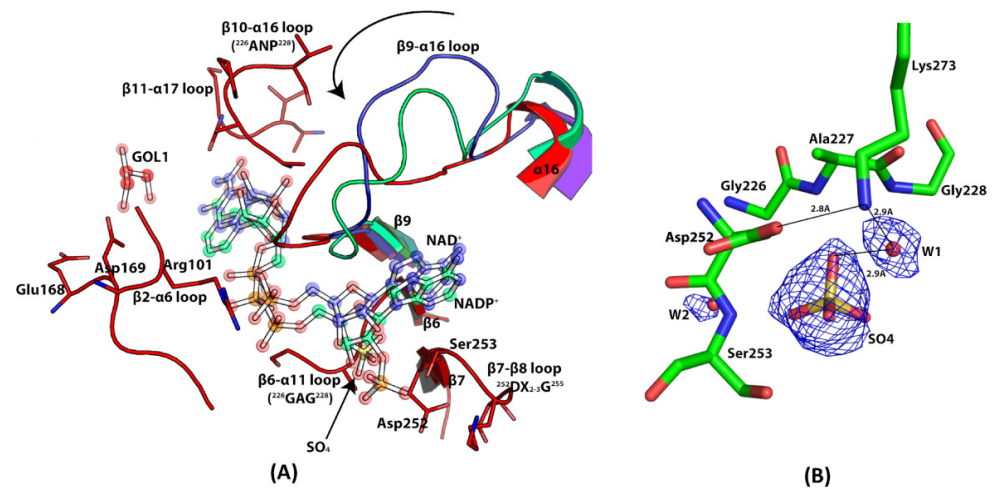 β10-α16 loop
(²²⁶ANP²²⁸)
β9-α16 loop
β11-α17 loop
GOL1
α16
β9
NAD⁺
Asp169
Arg101
Glu168
β2-α6 loop
NADP⁺
β6
Ser253
β6-α11 loop
(²²⁶GAG²²⁸)
β7
β7-β8 loop
²⁵²DX₂₋₃G²⁵⁵
Asp252
SO₄
(A)
B)
Lys273
Ala227
Gly226
Gly228
2.8A
2.9A
Asp252
W1
2.9A
W2
SO4
Ser253
(B)